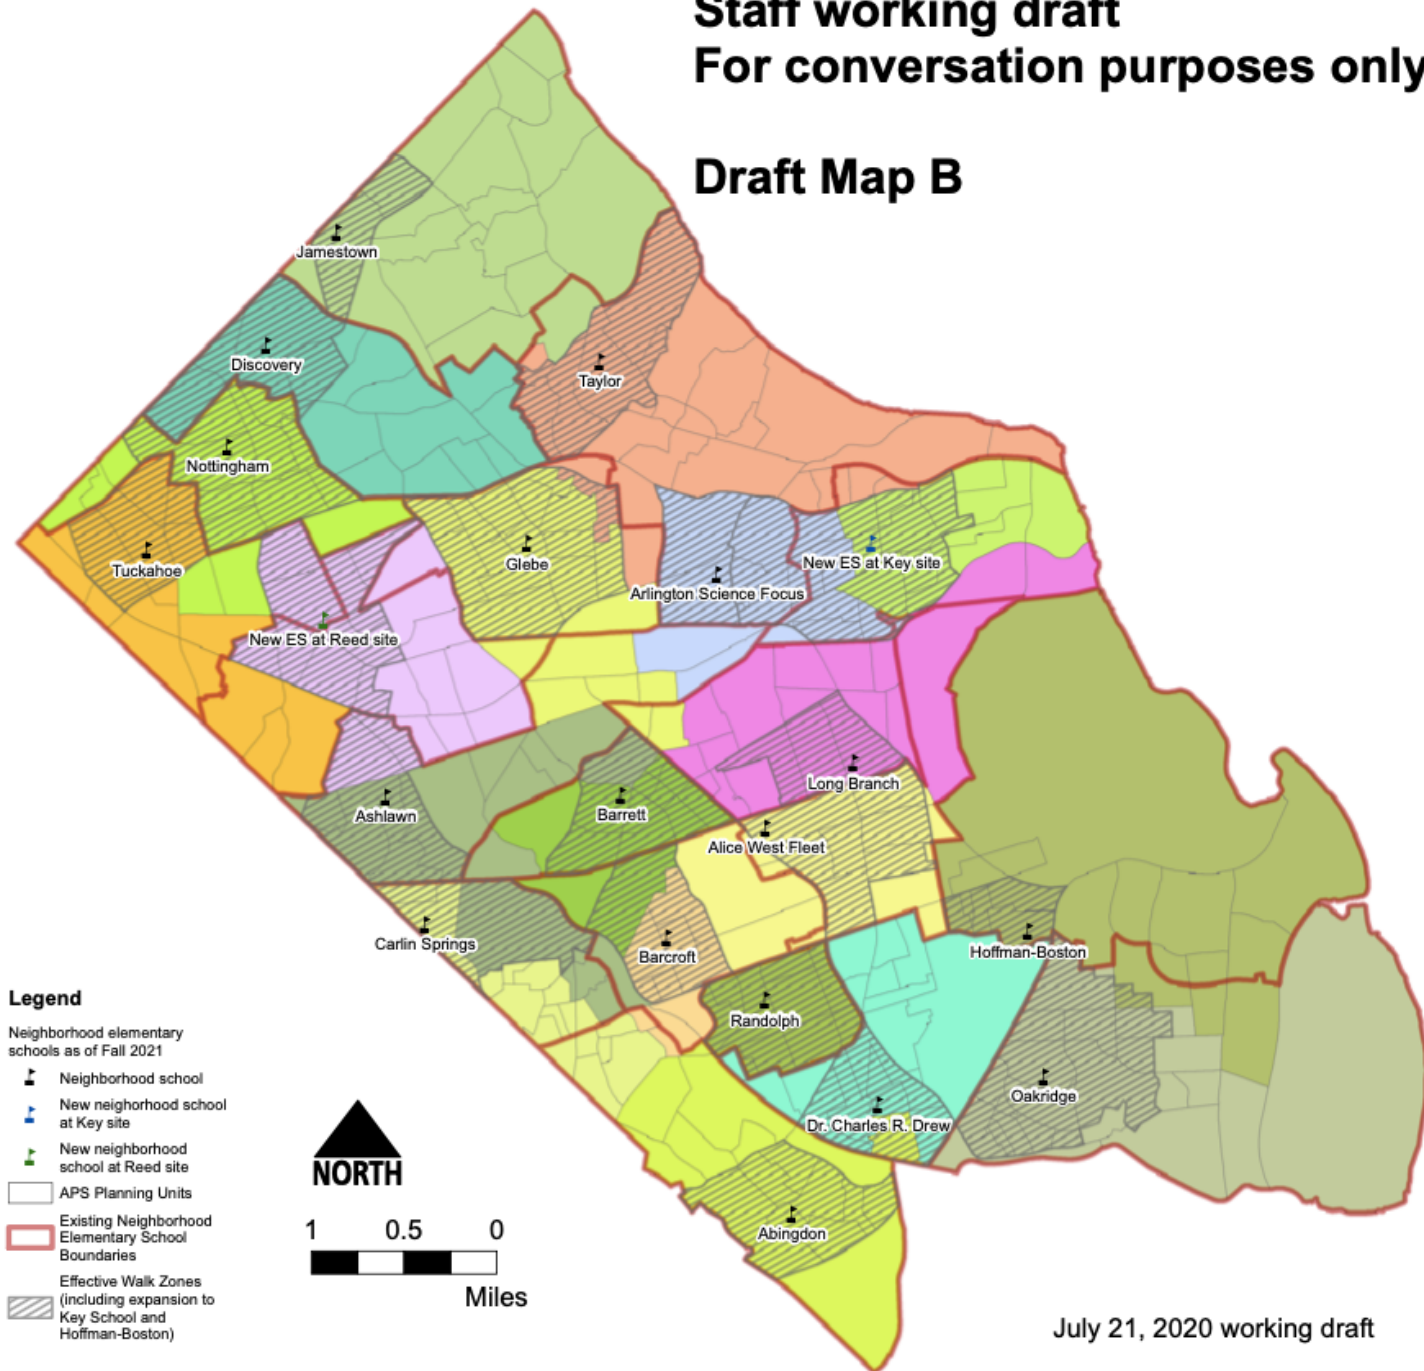 Staff working draft
For conversation purposes only
Draft Map B
Jamestown
Discovery
Taylor
Nottingham
Tuckahoe
Glebe
New ES at Key site
Arlington Science Focus
New ES at Reed site
Long Branch
Ashlawn
Barrett
Alice West Fleet
Carlin Springs
Barcroft
Hoffman-Boston
Randolph
Oakridge
Dr. Charles R. Drew
Abingdon
Legend
Neighborhood elementary
schools as of Fall 2021
Neighborhood school
New neighorhood school
at Key site
New neighborhood
school at Reed site
APS Planning Units
Existing Neighborhood
Elementary School
Boundaries
Effective Walk Zones
(including expansion to
Key School and
Hoffman-Boston)
NORTH
1 0.5 0
Miles
July 21, 2020 working draft